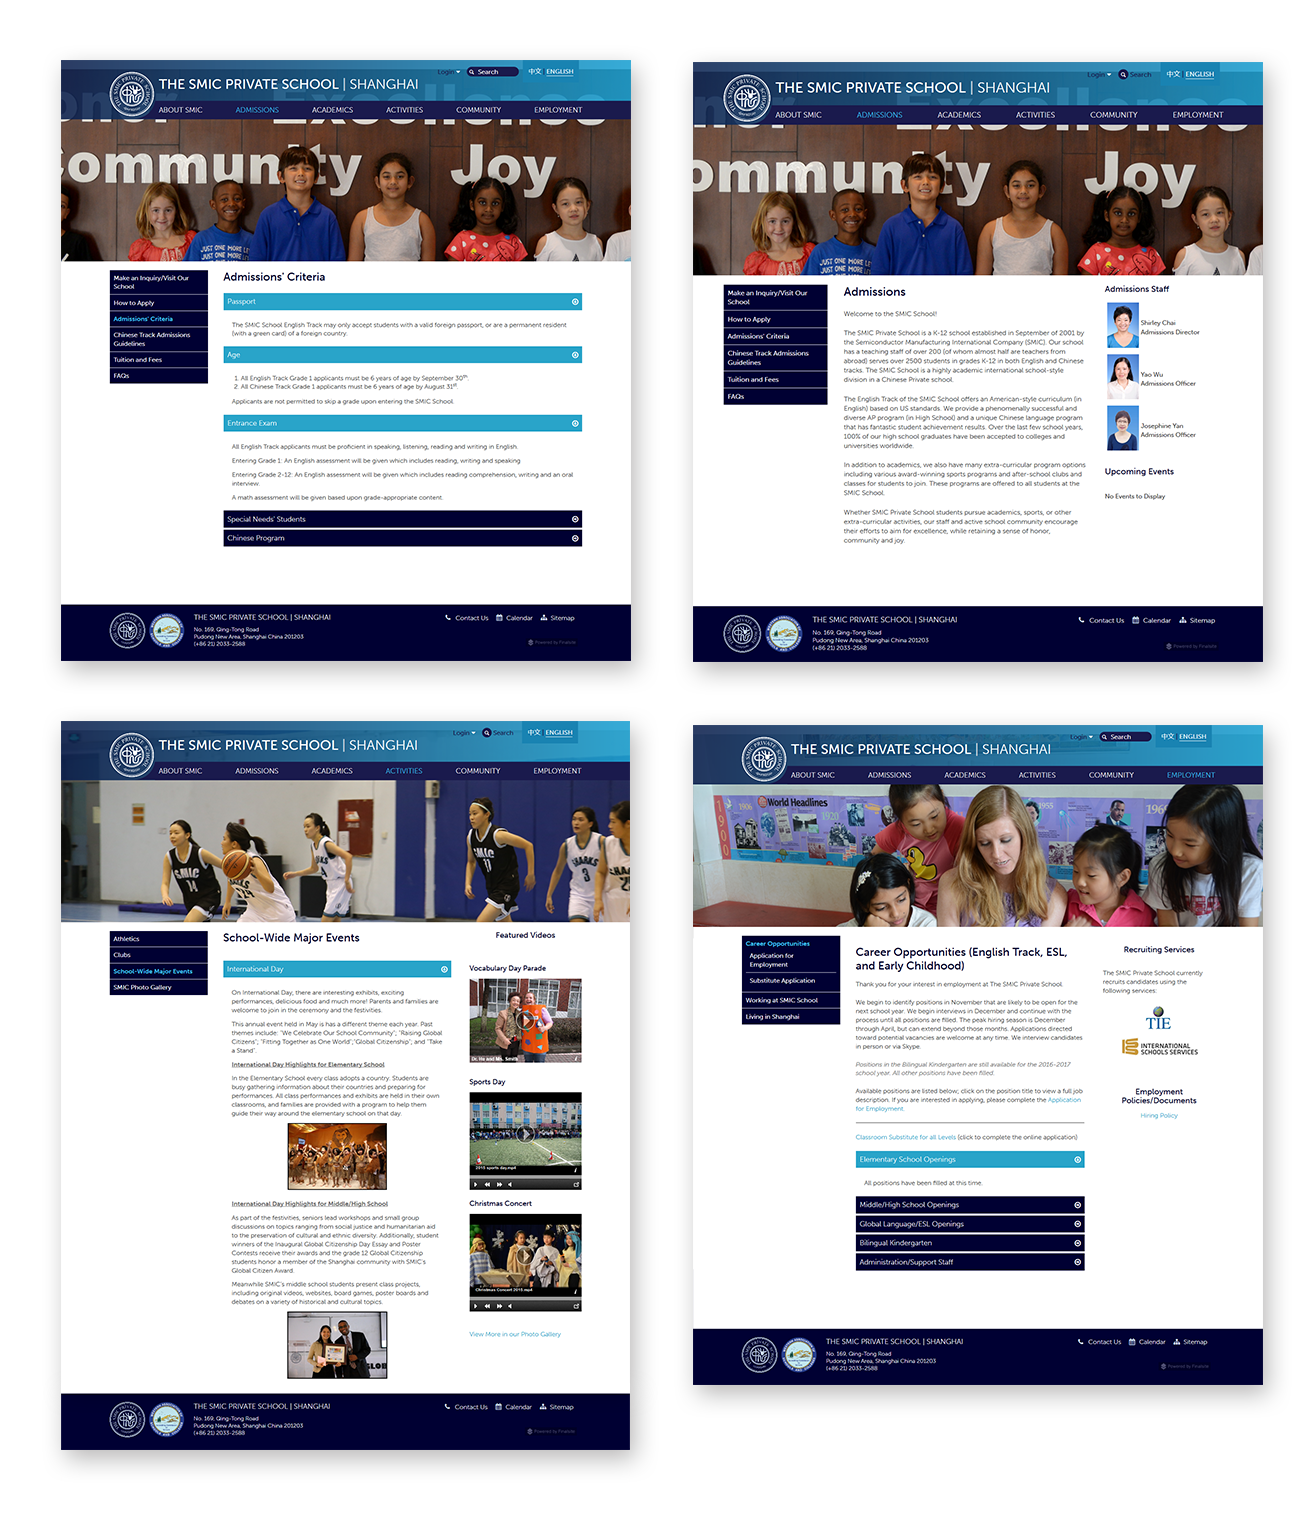 Login
Search
中文
ENGLISH
THE SMIC PRIVATE SCHOOL | SHANGHAI
ABOUT SMIC
ADMISSIONS
ACADEMICS
ACTIVITIES
COMMUNITY
EMPLOYMENT
Excellence
ommunity
Joy
JUST ONE MORE
Make an Inquiry/Visit Our
School
How to Apply
Admissions' Criteria
Chinese Track Admissions
Guidelines
Tuition and Fees
FAQs
Admissions' Criteria
Passport
The SMIC School English Track may only accept students with a valid foreign passport, or are a permanent resident
(with a green card) of a foreign country.
Age
1. All English Track Grade 1 applicants must be 6 years of age by September 30th.
2. All Chinese Track Grade 1 applicants must be 6 years of age by August 31st.
Applicants are not permitted to skip a grade upon entering the SMIC School.
Entrance Exam
All English Track applicants must be proficient in speaking, listening, reading and writing in English.
Entering Grade 1: An English assessment will be given which includes reading, writing and speaking
Entering Grade 2-12: An English assessment will be given which includes reading comprehension, writing and an oral
interview.
A math assessment will be given based upon grade-appropriate content.
Special Needs' Students
Chinese Program
THE SMIC PRIVATE SCHOOL | SHANGHAI
No. 169, Qing-Tong Road
Pudong New Area, Shanghai China 201203
(+86 21) 2033-2588
Contact Us
Calendar
Sitemap
Powered by Finalsite
Login
Search
中文
ENGLISH
THE SMIC PRIVATE SCHOOL | SHANGHAI
ABOUT SMIC
ADMISSIONS
ACADEMICS
ACTIVITIES
COMMUNITY
EMPLOYMENT
ommunity
Joy
JUST ONE MORE
Make an Inquiry/Visit Our
School
How to Apply
Admissions' Criteria
Chinese Track Admissions
Guidelines
Tuition and Fees
FAQs
Admissions
Welcome to the SMIC School!
The SMIC Private School is a K-12 school established in September of 2001 by
the Semiconductor Manufacturing International Company (SMIC). Our school
has a teaching staff of over 200 (of whom almost half are teachers from
abroad) serves over 2500 students in grades K-12 in both English and Chinese
tracks. The SMIC School is a highly academic international school-style
division in a Chinese Private school.
The English Track of the SMIC School offers an American-style curriculum (in
English) based on US standards. We provide a phenomenally successful and
diverse AP program (in High School) and a unique Chinese language program
that has fantastic student achievement results. Over the last few school years,
100% of our high school graduates have been accepted to colleges and
universities worldwide.
In addition to academics, we also have many extra-curricular program options
including various award-winning sports programs and after-school clubs and
classes for students to join. These programs are offered to all students at the
SMIC School.
Whether SMIC Private School students pursue academics, sports, or other
extra-curricular activities, our staff and active school community encourage
their efforts to aim for excellence, while retaining a sense of honor,
community and joy.
Admissions Staff
Shirley Chai
Admissions Director
Yao Wu
Admissions Officer
Josephine Yan
Admissions Officer
Upcoming Events
No Events to Display
THE SMIC PRIVATE SCHOOL | SHANGHAI
No. 169, Qing-Tong Road
Pudong New Area, Shanghai China 201203
(+86 21) 2033-2588
Contact Us
Calendar
Sitemap
Powered by Finalsite
Login
Search
中文
ENGLISH
THE SMIC PRIVATE SCHOOL | SHANGHAI
ABOUT SMIC
ADMISSIONS
ACADEMICS
ACTIVITIES
COMMUNITY
EMPLOYMENT
SMIC
14
SHARKS
3
Athletics
Clubs
School-Wide Major Events
SMIC Photo Gallery
School-Wide Major Events
International Day
On International Day, there are interesting exhibits, exciting
performances, delicious food and much more! Parents and families are
welcome to join in the ceremony and the festivities.
This annual event held in May is has a different theme each year. Past
themes include: "We Celebrate Our School Community"; "Raising Global
Citizens"; "Fitting Together as One World";"Global Citizenship"; and "Take
a Stand".
International Day Highlights for Elementary School
In the Elementary School every class adopts a country. Students are
busy gathering information about their countries and preparing for
performances. All class performances and exhibits are held in their own
classrooms, and families are provided with a program to help them
guide their way around the elementary school on that day.
International Day Highlights for Middle/High School
As part of the festivities, seniors lead workshops and small group
discussions on topics ranging from social justice and humanitarian aid
to the preservation of cultural and ethnic diversity. Additionally, student
winners of the Inaugural Global Citizenship Day Essay and Poster
Contests receive their awards and the grade 12 Global Citizenship
students honor a member of the Shanghai community with SMIC's
Global Citizen Award.
Meanwhile SMIC's middle school students present class projects,
including original videos, websites, board games, poster boards and
debates on a variety of historical and cultural topics.
Featured Videos
Vocabulary Day Parade
Dr. Ha and Ms. Smith
Sports Day
2015 sports day.mp4
Christmas Concert
Christmas Concert 2015.mp4
View More in our Photo Gallery
THE SMIC PRIVATE SCHOOL | SHANGHAI
No. 169, Qing-Tong Road
Pudong New Area, Shanghai China 201203
(+86 21) 2033-2588
Contact Us
Calendar
Sitemap
Powered by Finalsite
Login
Search
中文
ENGLISH
THE SMIC PRIVATE SCHOOL | SHANGHAI
ABOUT SMIC
ADMISSIONS
ACADEMICS
ACTIVITIES
COMMUNITY
EMPLOYMENT
1900
1906
World Headlines
1920
1955
196
Career Opportunities
Application for
Employment
Substitute Application
Working at SMIC School
Living in Shanghai
Career Opportunities (English Track, ESL,
and Early Childhood)
Thank you for your interest in employment at The SMIC Private School.
We begin to identify positions in November that are likely to be open for the
next school year. We begin interviews in December and continue with the
process until all positions are filled. The peak hiring season is December
through April, but can extend beyond those months. Applications directed
toward potential vacancies are welcome at any time. We interview candidates
in person or via Skype.
Positions in the Bilingual Kindergarten are still available for the 2016-2017
school year. All other positions have been filled.
Available positions are listed below; click on the position title to view a full job
description. If you are interested in applying, please complete the Application
for Employment.
Classroom Substitute for all Levels (click to complete the online application)
Elementary School Openings
All positions have been filled at this time.
Middle/High School Openings
Global Language/ESL Openings
Bilingual Kindergarten
Administration/Support Staff
Recruiting Services
The SMIC Private School currently
recruits candidates using the
following services:
TIE
INTERNATIONAL
SCHOOLS SERVICES
Employment
Policies/Documents
Hiring Policy
THE SMIC PRIVATE SCHOOL | SHANGHAI
No. 169, Qing-Tong Road
Pudong New Area, Shanghai China 201203
(+86 21) 2033-2588
Contact Us
Calendar
Sitemap
Powered by Finalsite